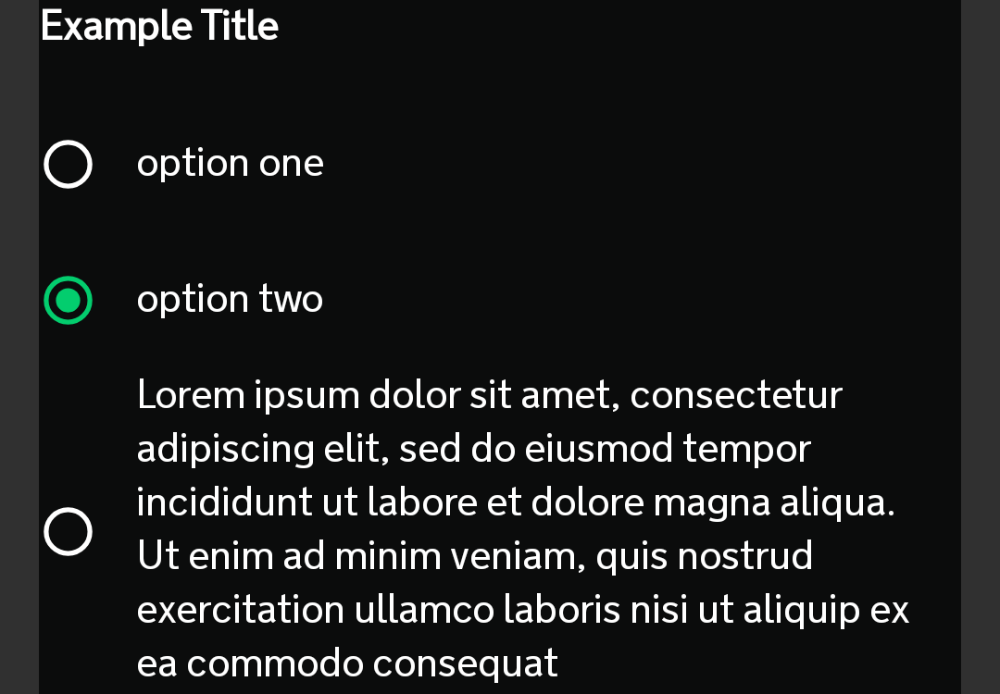 Example Title
option one
option two
Lorem ipsum dolor sit amet, consectetur
adipiscing elit, sed do eiusmod tempor
incididunt ut labore et dolore magna aliqua.
Ut enim ad minim veniam, quis nostrud
exercitation ullamco laboris nisi ut aliquip ex
ea commodo consequat